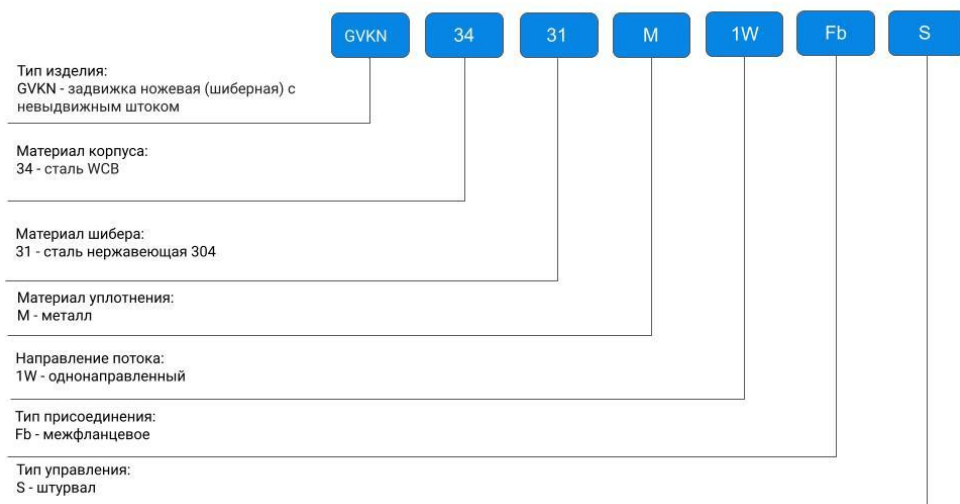 GVKN 34 31 M 1W Fb S
Тип изделия:
GVKN - задвижка ножевая (шиберная) с
невыдвижным штоком
Материал корпуса:
34 - сталь WCB
Материал шибера:
31 - сталь нержавеющая 304
Материал уплотнения:
М - металл
Направление потока:
1W - однонаправленный
Тип присоединения:
Fb - межфланцевое
Тип управления:
S - штурвал